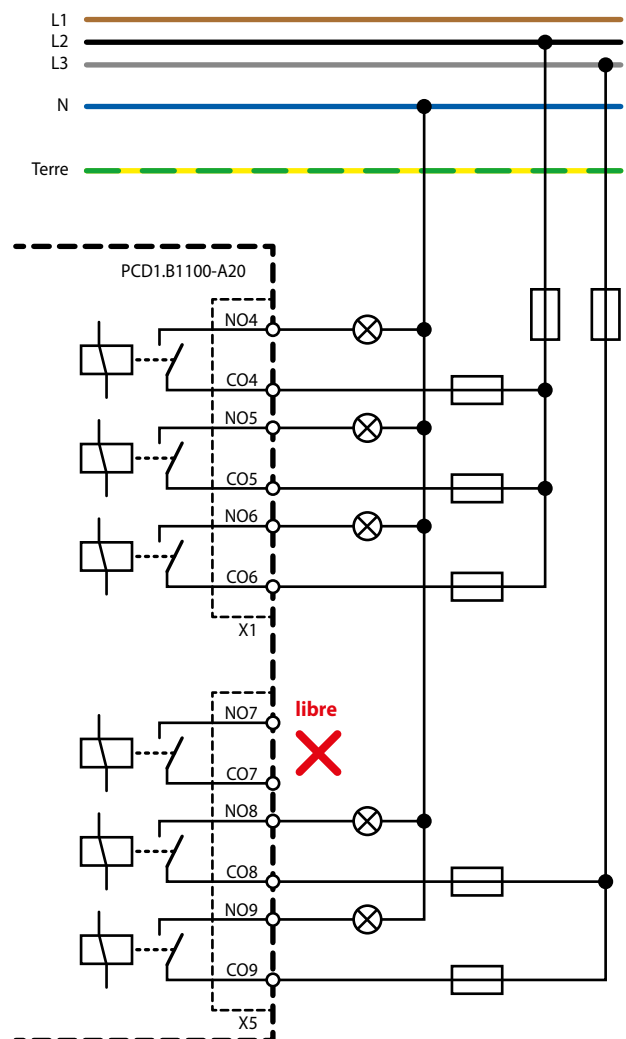 L1
L2
L3
N
Terre
PCD1.B1100-A20
NO4
CO4
NO5
CO5
NO6
CO6
X1
NO7
libre
CO7
NO8
CO8
NO9
CO9
X5